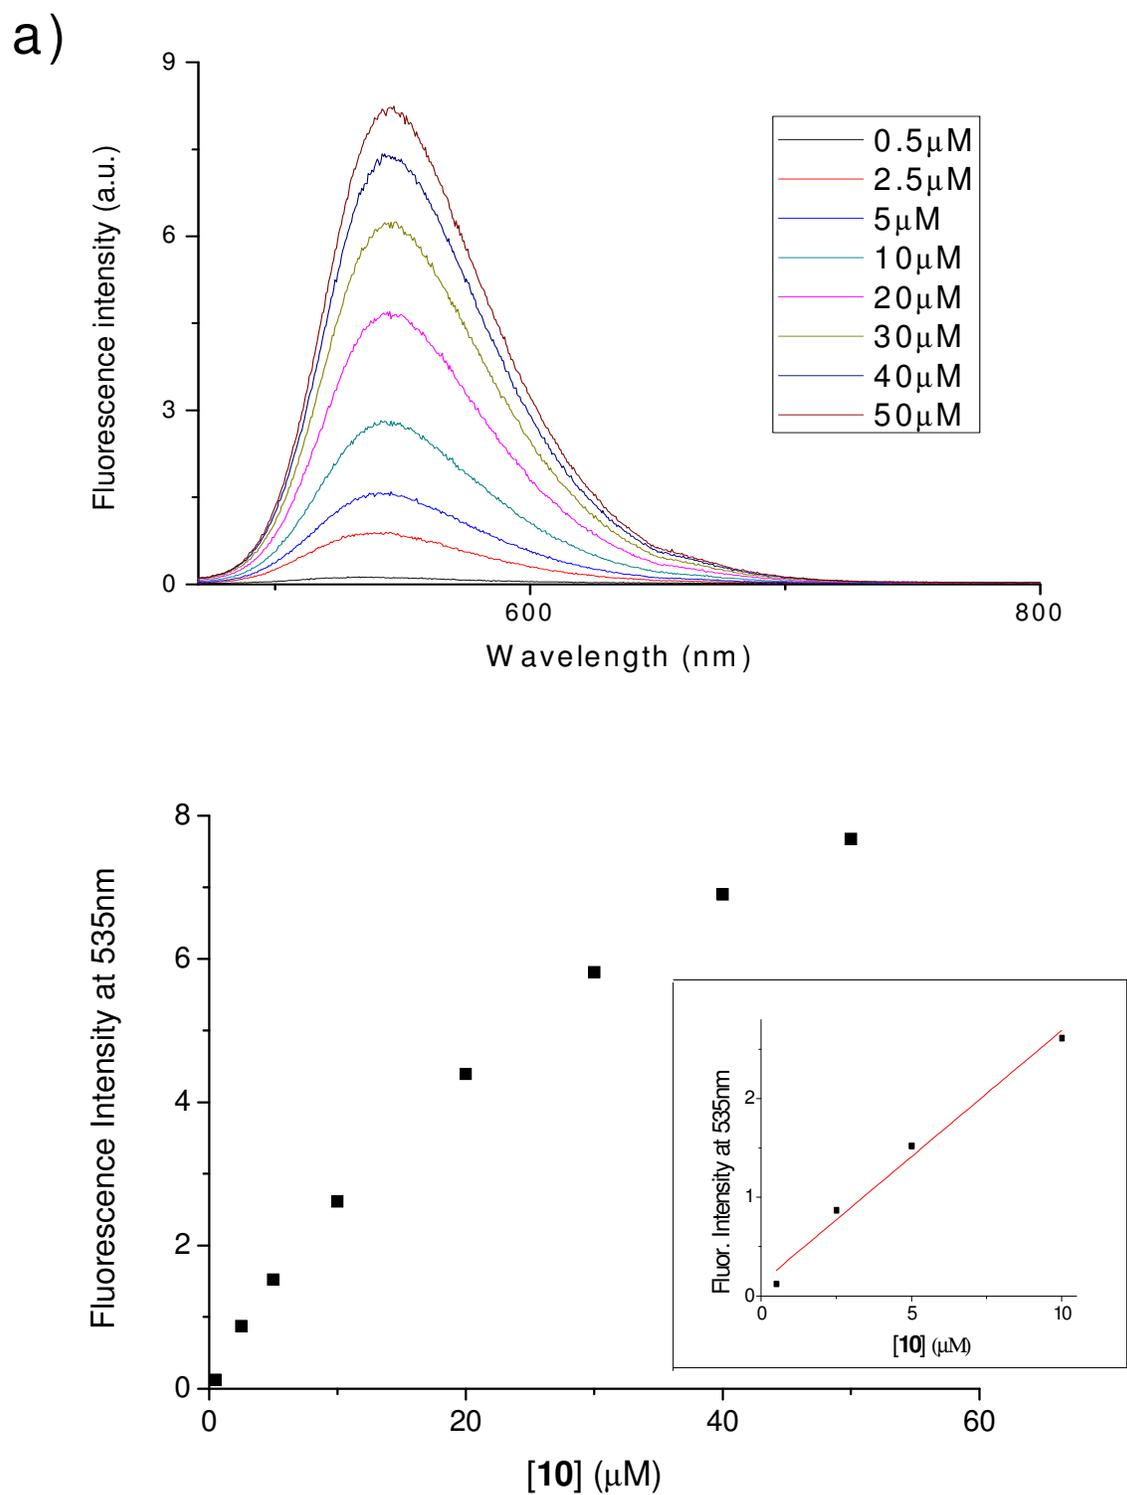 a)
9
6
3
0
Fluorescence intensity (a.u.)
0.5μM
2.5μM
5μM
10μM
20μM
30μM
40μM
50μM
600
800
Wavelength (nm)
8
6
4
2
0
Fluorescence Intensity at 535nm
0
20
40
60
[10] (μM)
2
1
0
Fluor. Intensity at 535nm
0
5
10
[10] (μM)